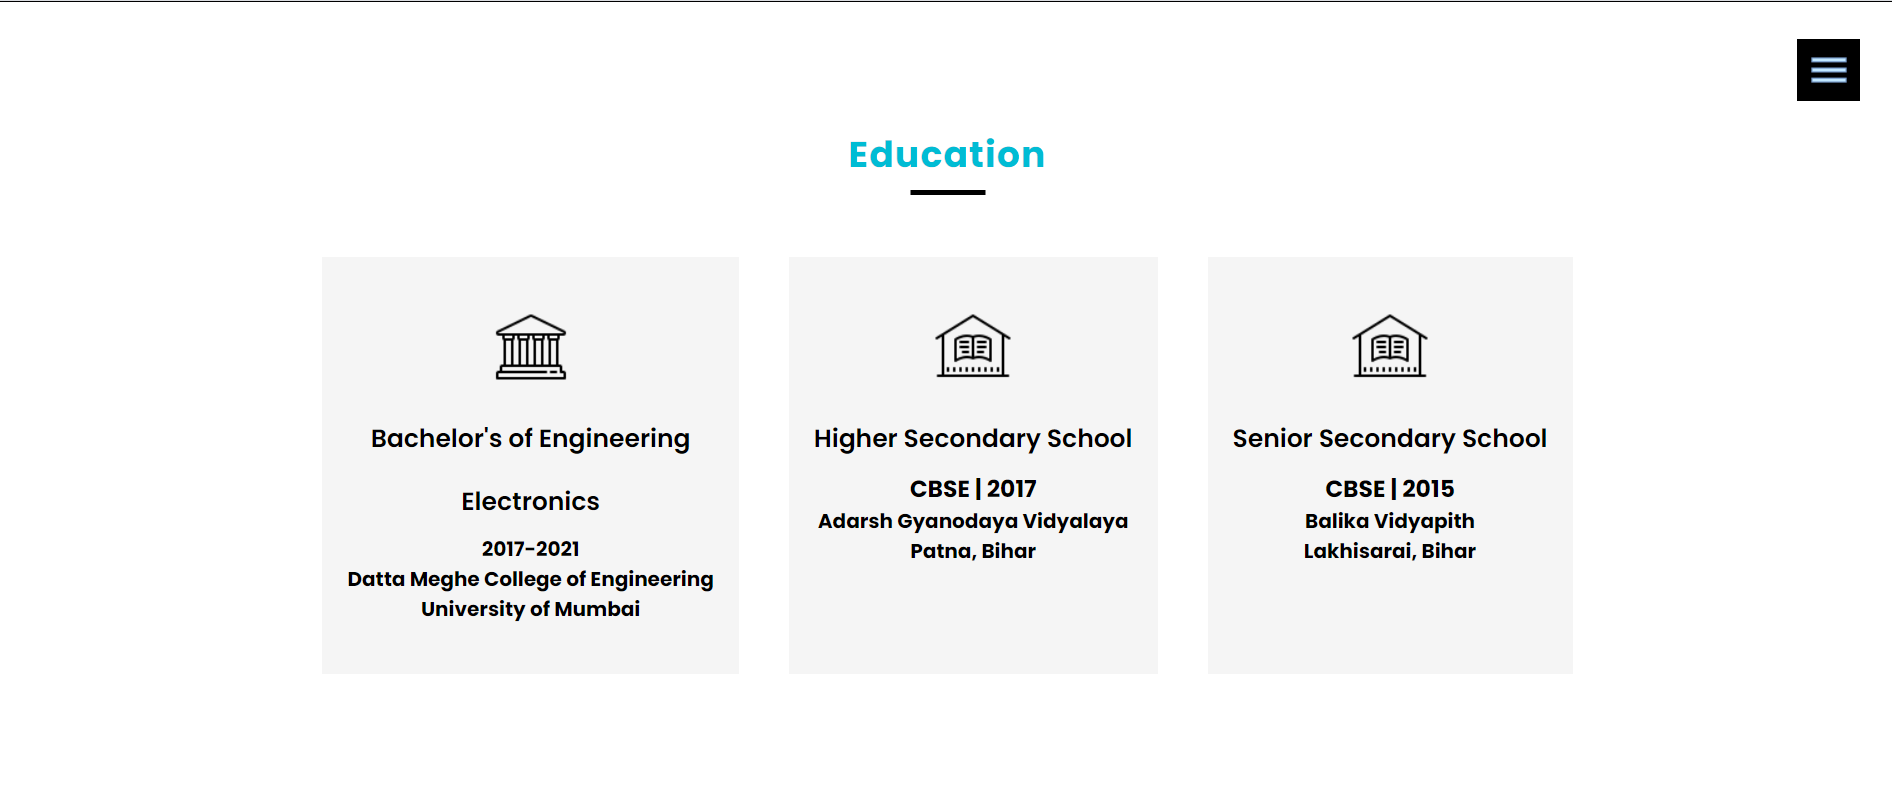 Education
Bachelor's of Engineering
Electronics
2017-2021
Datta Meghe College of Engineering
University of Mumbai
Higher Secondary School
CBSE | 2017
Adarsh Gyanodaya Vidyalaya
Patna, Bihar
Senior Secondary School
CBSE | 2015
Balika Vidyapith
Lakhisarai, Bihar